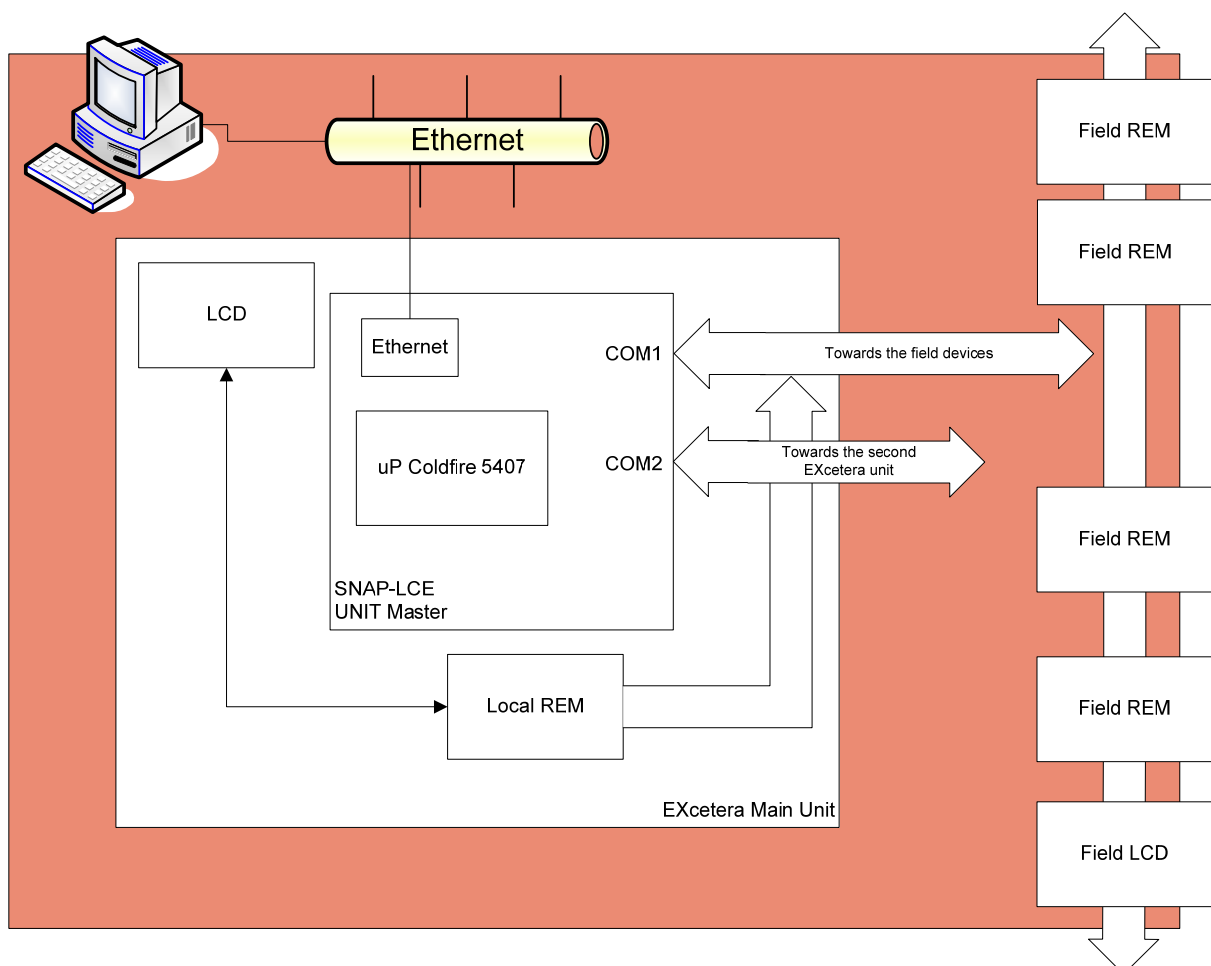 Ethernet
Field REM
Field REM
LCD
Ethernet
COM1
Towards the field devices
uP Coldfire 5407
COM2
Towards the second
EXcetera unit
Field REM
SNAP-LCE
UNIT Master
Local REM
Field REM
EXcetera Main Unit
Field LCD